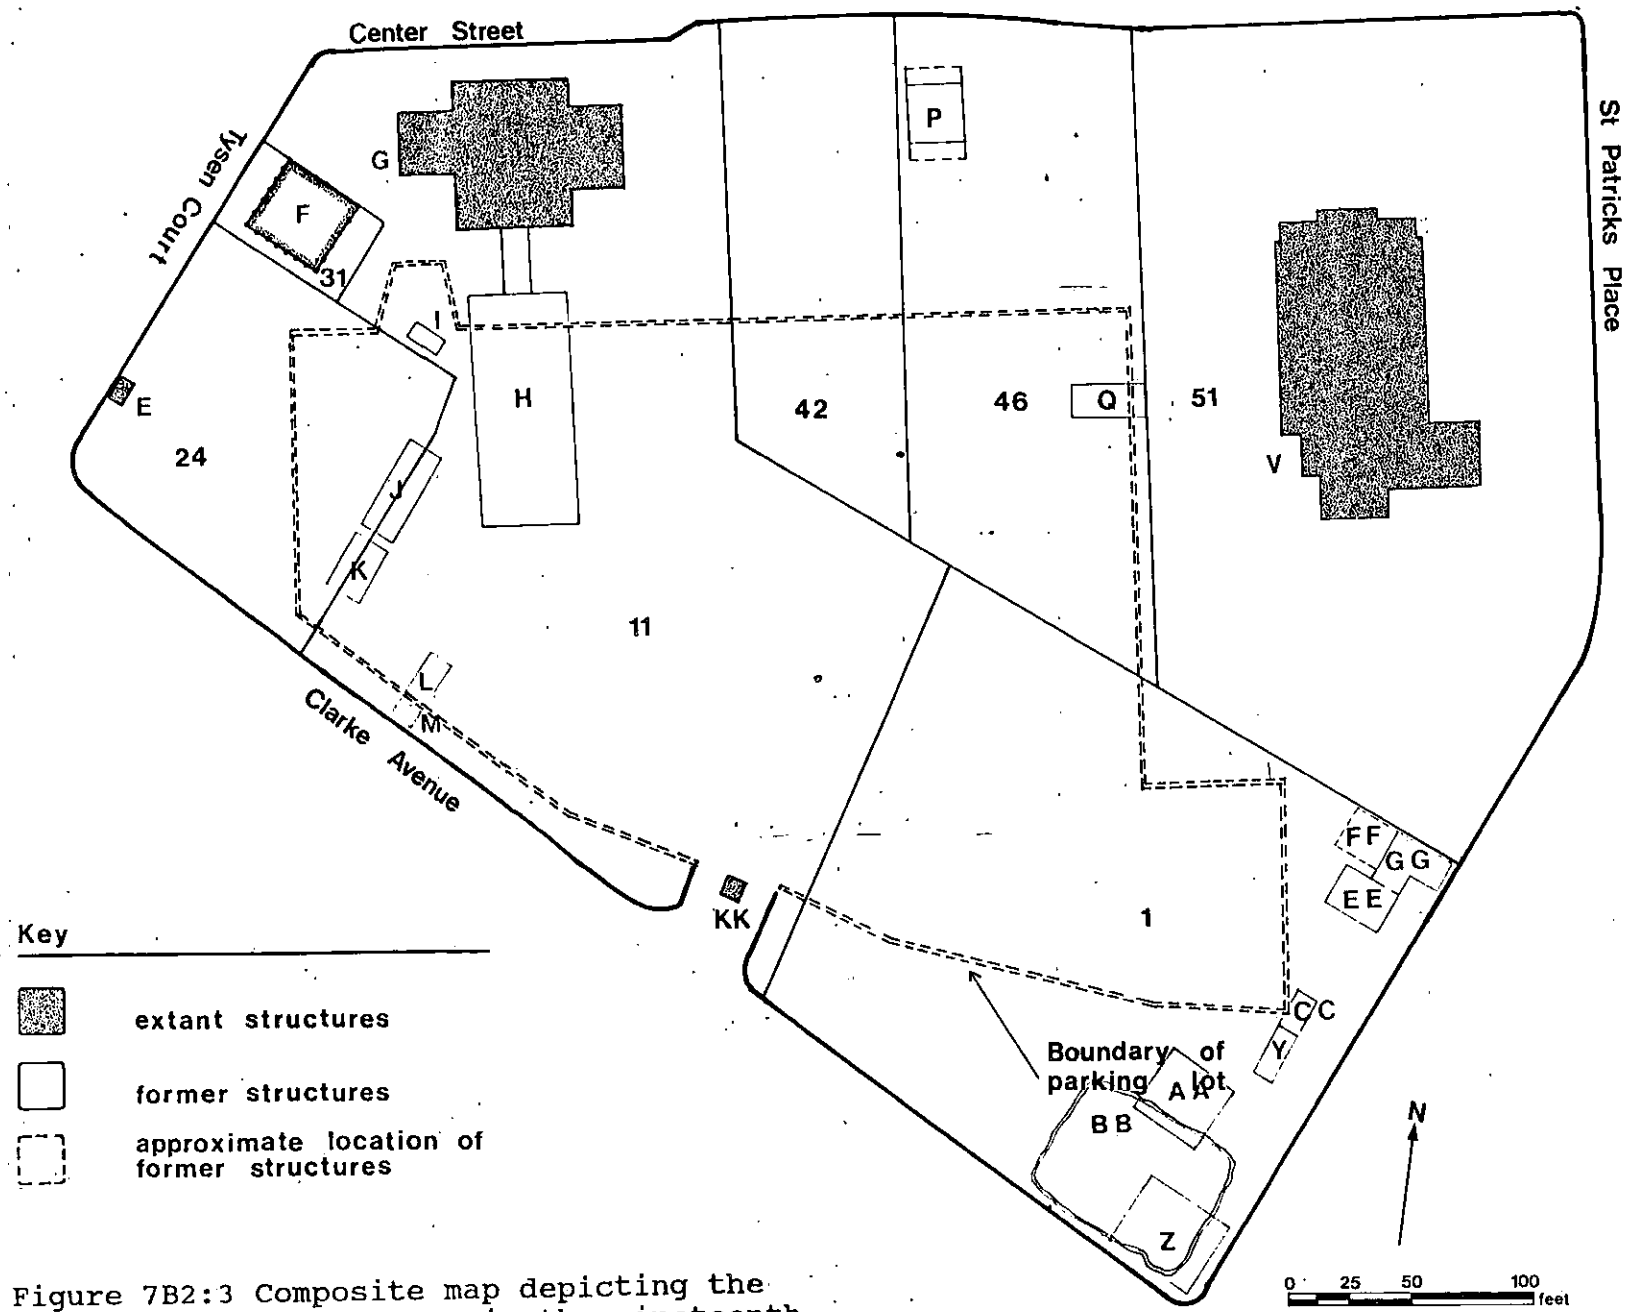 Center Street
St Patricks Place
Tysen Court
P
G
F
31
I
H
42
46
Q
51
E
24
V
J
K
11
L
M
Clarke Avenue
FF
GG
EE
KK
1
Key
extant structures
former structures
approximate location of
former structures
CC
Y
Boundary of
parking lot
AA
BB
Z
N
0 25 50 100
feet
Figure 7B2:3 Composite map depicting the